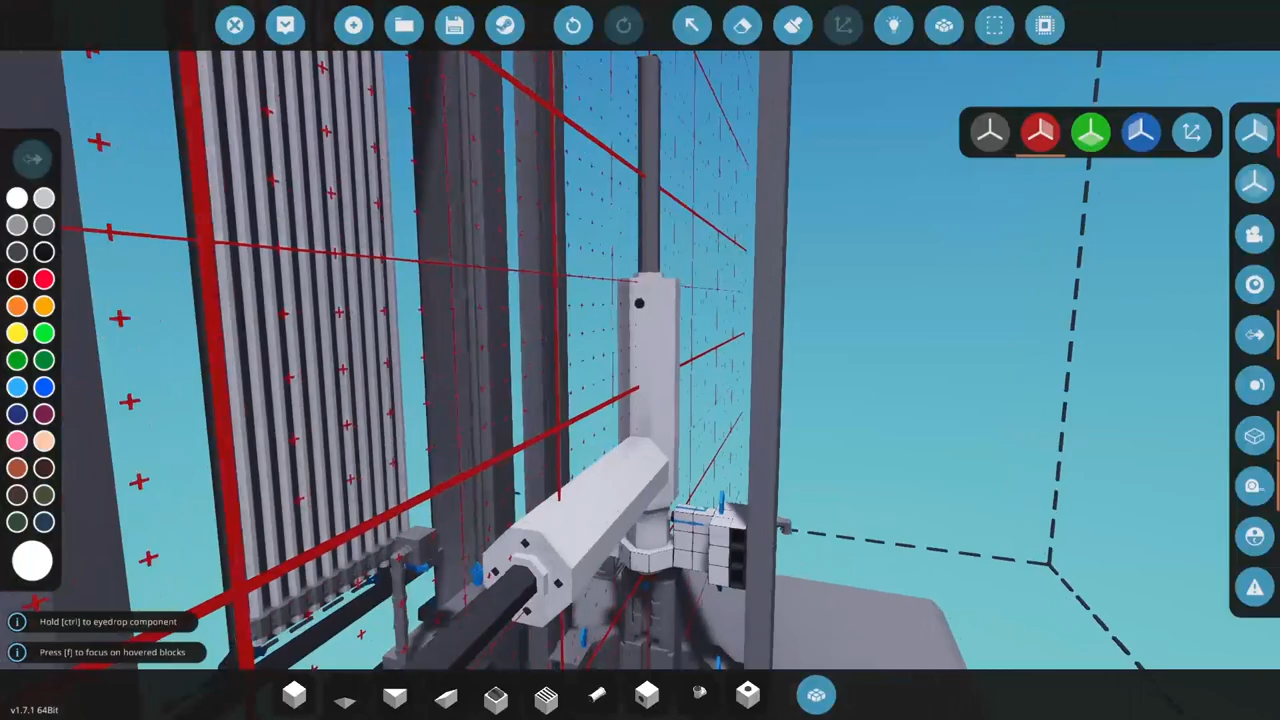 Hold [ctrl] to eyedrop component
Press [f] to focus on hovered blocks
v1.7.1 64Bit